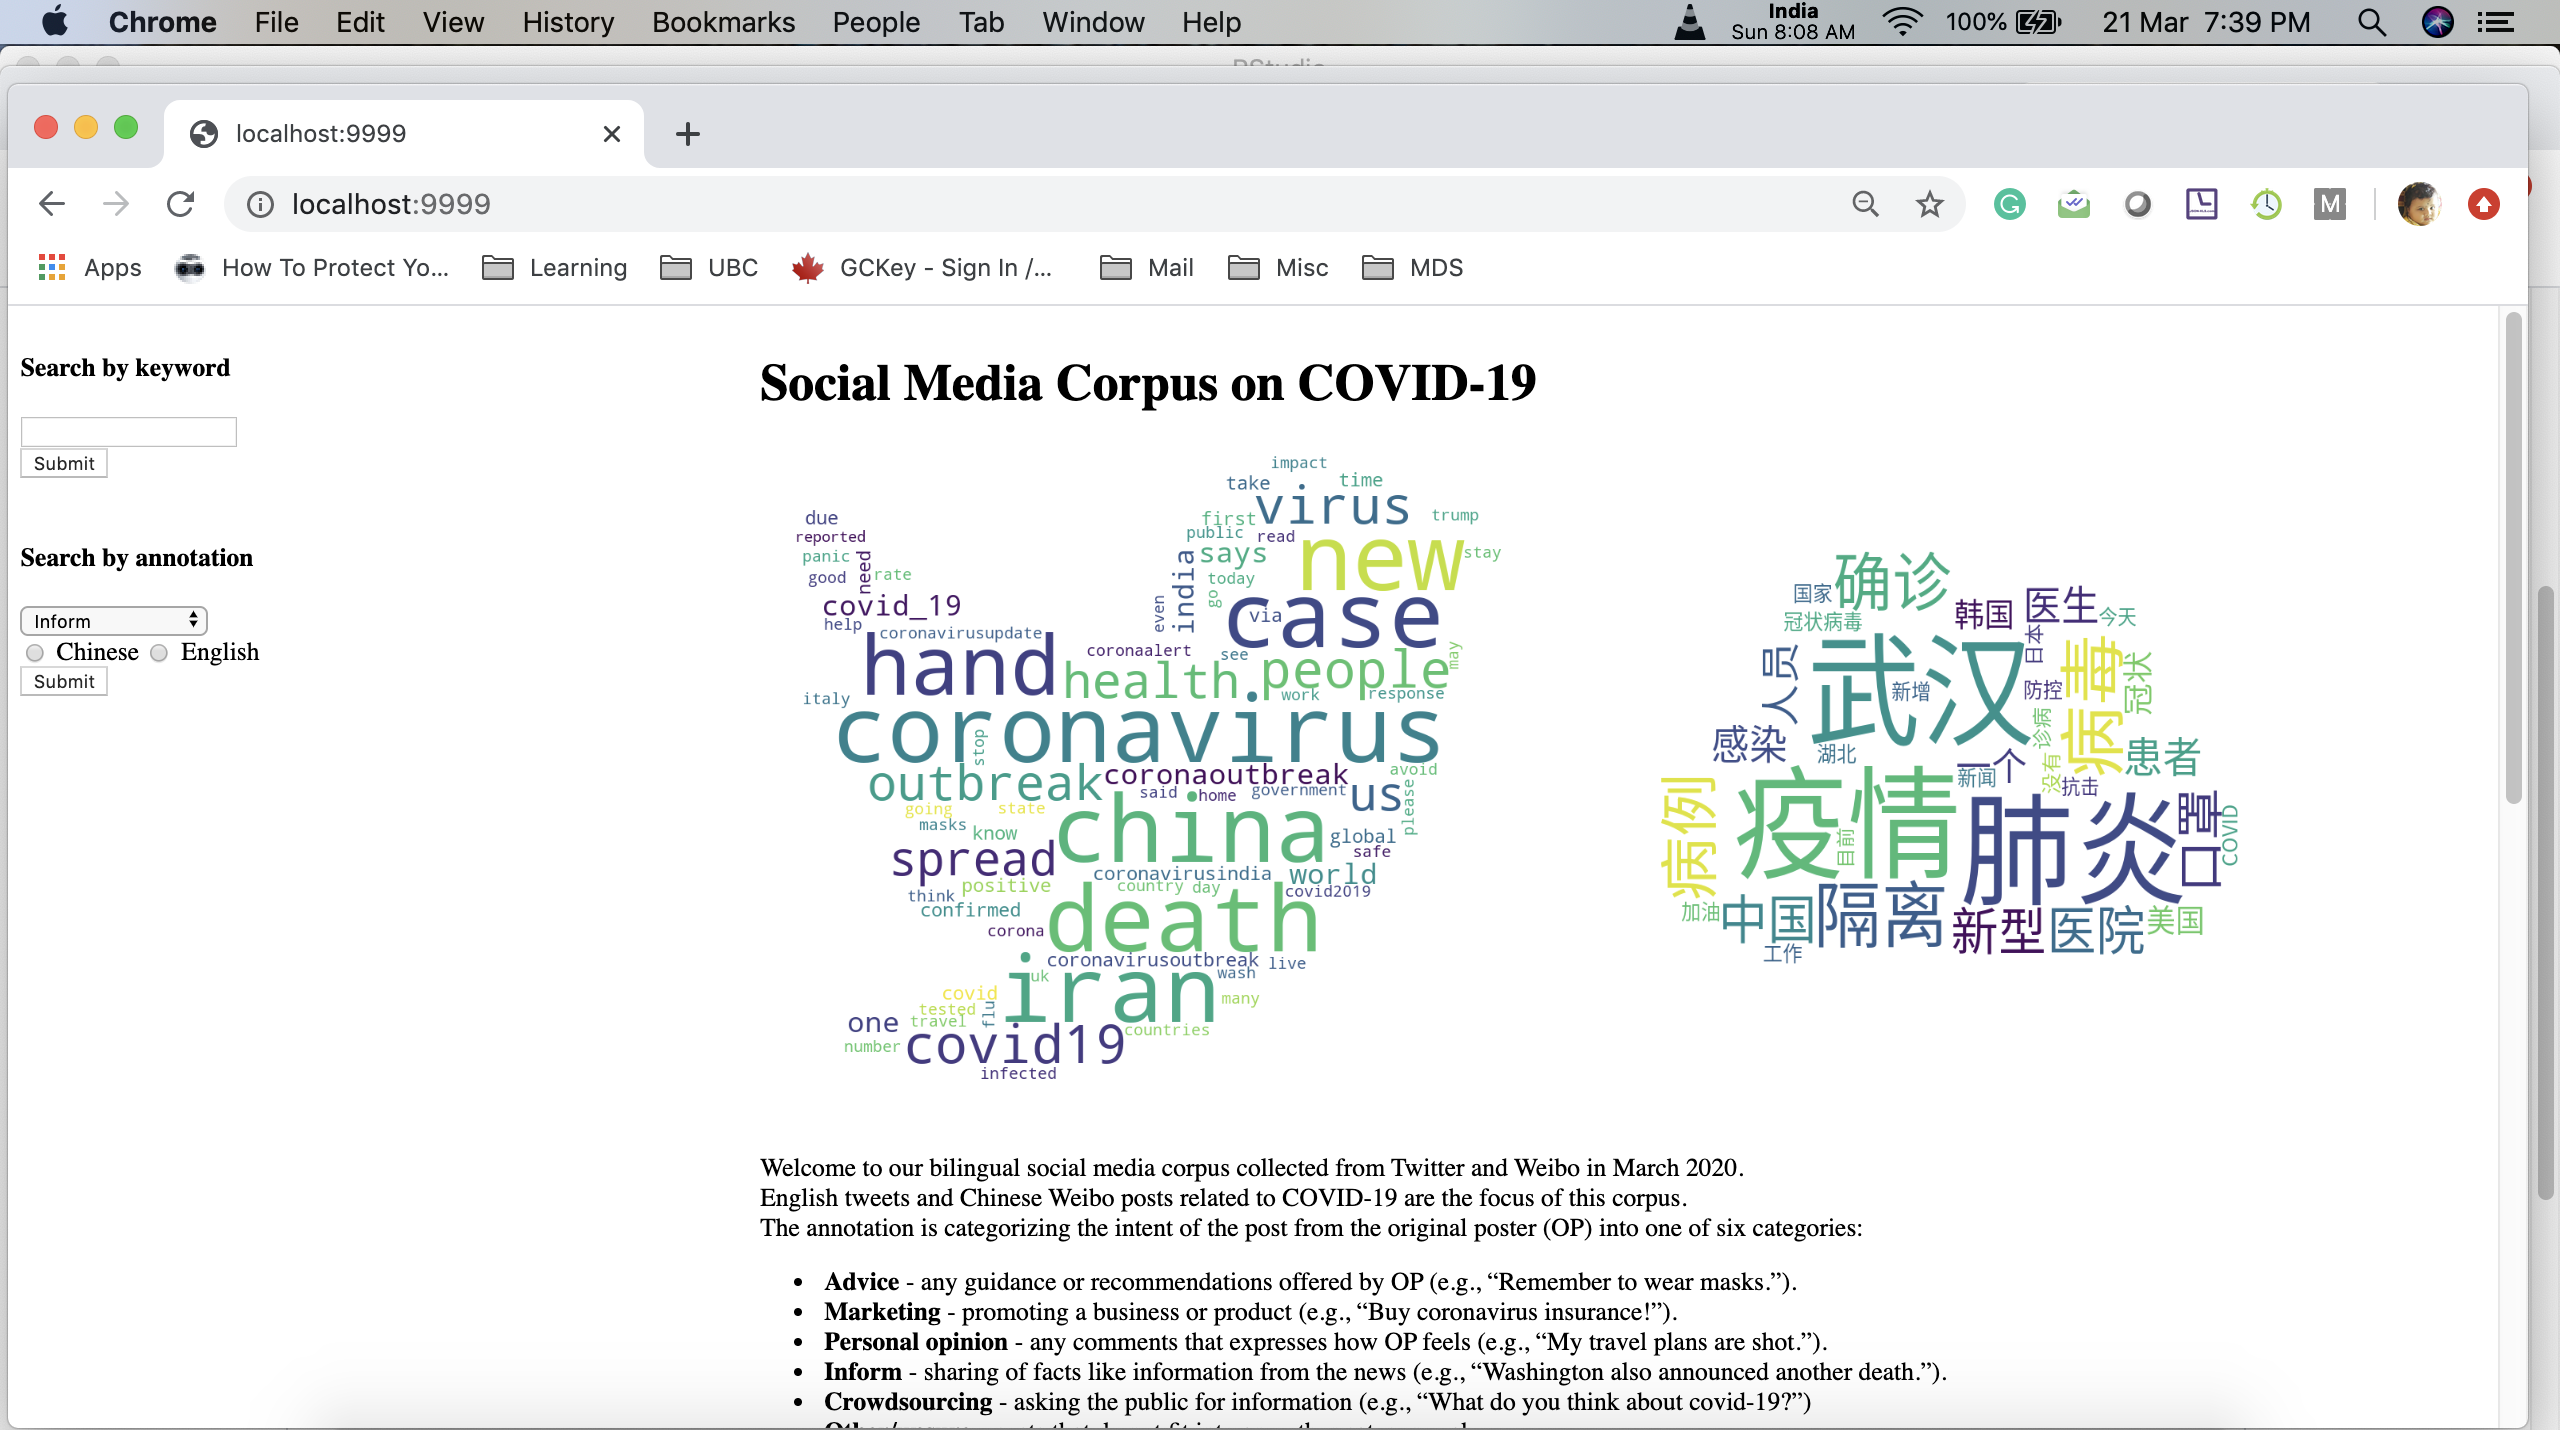 Chrome File Edit View History Bookmarks People Tab Window Help India Sun 8:08 AM 100% 21 Mar 7:39 PM
localhost:9999
localhost:9999
Apps How To Protect Yo... Learning UBC GCKey - Sign In /... Mail Misc MDS
Search by keyword
Submit
Search by annotation
Inform
Chinese English
Submit
Social Media Corpus on COVID-19
impact
take
time
virus
due
first
trump
reported
public
read
panic
need
says
new
stay
good
rate
india
today
go
covid_19
even
via
case
help
coronavirusupdate
hand
coronaalert
see
people
may
health
italy
work
response
coronavirus
stop
outbreak
coronaoutbreak
avoid
said
home
government
us
please
going
state
masks
know
china
global
safe
spread
coronavirusindia
world
positive
country
day
covid2019
think
confirmed
death
corona
coronavirusoutbreak
live
uk
iran
wash
covid
many
tested
flu
one
travel
countries
number
covid19
infected
确诊
国家
韩国
医生
今天
冠状病毒
日本
人员
武汉
新增
防控
病毒
冠状
感染
湖北
诊病
一个
新闻
没有
抗击
患者
病例
疫情
目前
肺炎
口罩
COVID
加油
中国
隔离
新型
医院
美国
工作
Welcome to our bilingual social media corpus collected from Twitter and Weibo in March 2020.
English tweets and Chinese Weibo posts related to COVID-19 are the focus of this corpus.
The annotation is categorizing the intent of the post from the original poster (OP) into one of six categories:
• Advice - any guidance or recommendations offered by OP (e.g., “Remember to wear masks.”).
• Marketing - promoting a business or product (e.g., “Buy coronavirus insurance!”).
• Personal opinion - any comments that expresses how OP feels (e.g., “My travel plans are shot.”).
• Inform - sharing of facts like information from the news (e.g., “Washington also announced another death.”).
• Crowdsourcing - asking the public for information (e.g., “What do you think about covid-19?”)